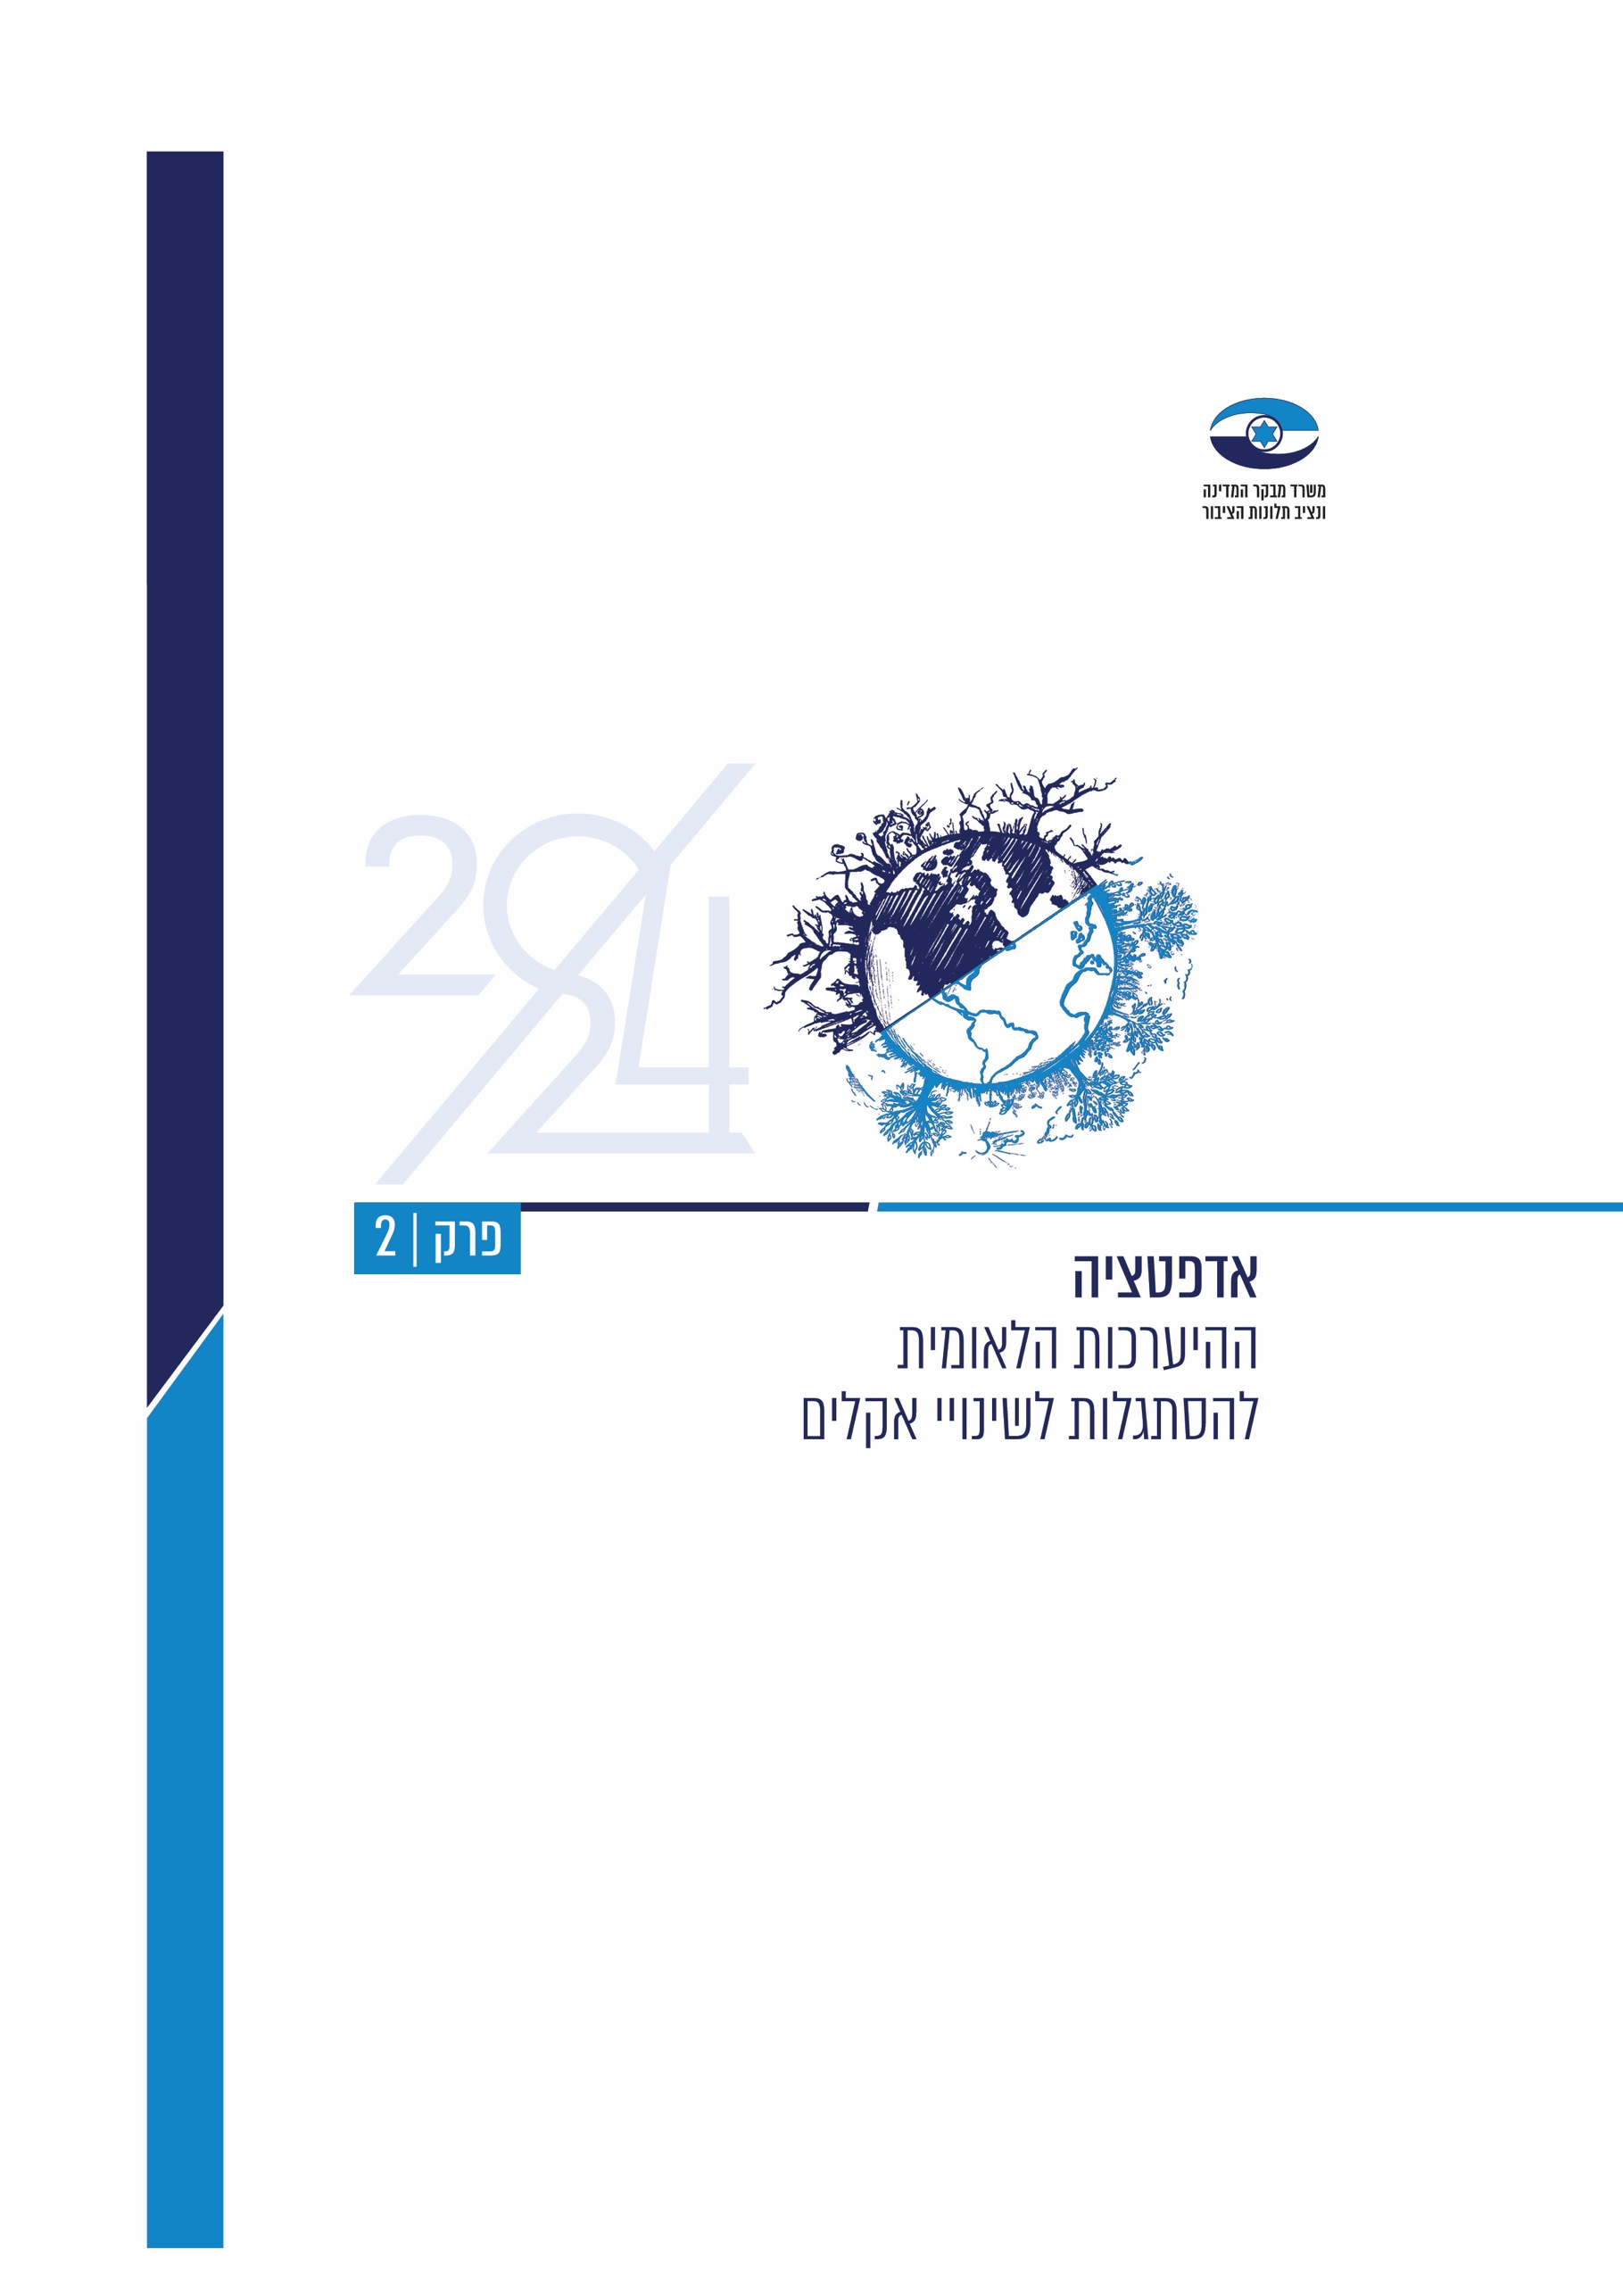 משרד מבקר המדינה
ונציב תלונות הציבור
2024
פרק | 2
אדפטציה
ההיערכות הלאומית
להסתגלות לשינויי אקלים